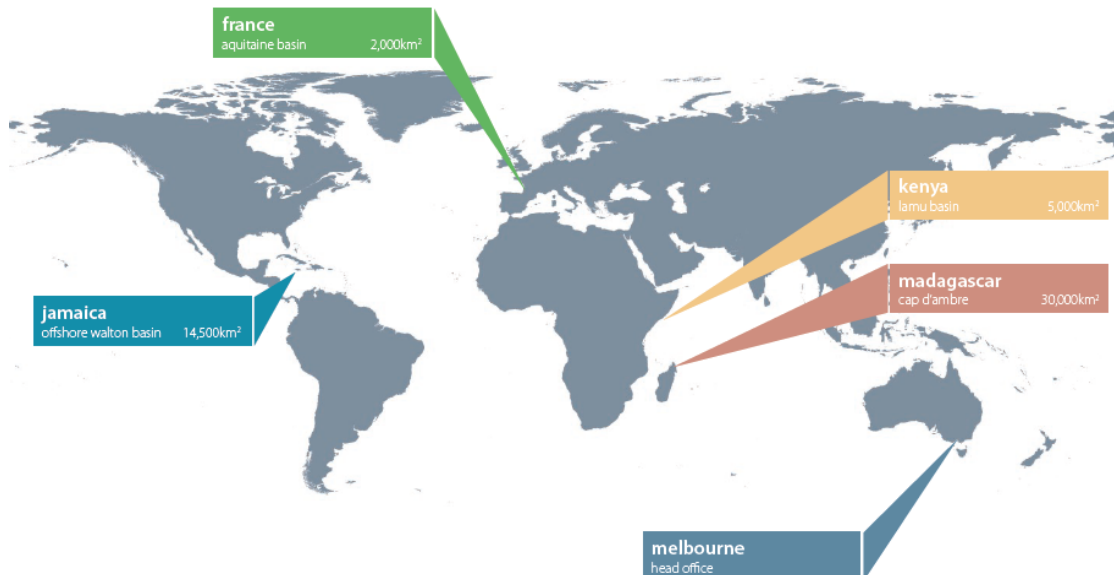 france
aquitaine basin 2,000km²
kenya
lamu basin 5,000km²
madagascar
cap d'ambre 30,000km²
jamaica
offshore walton basin 14,500km²
melbourne
head office